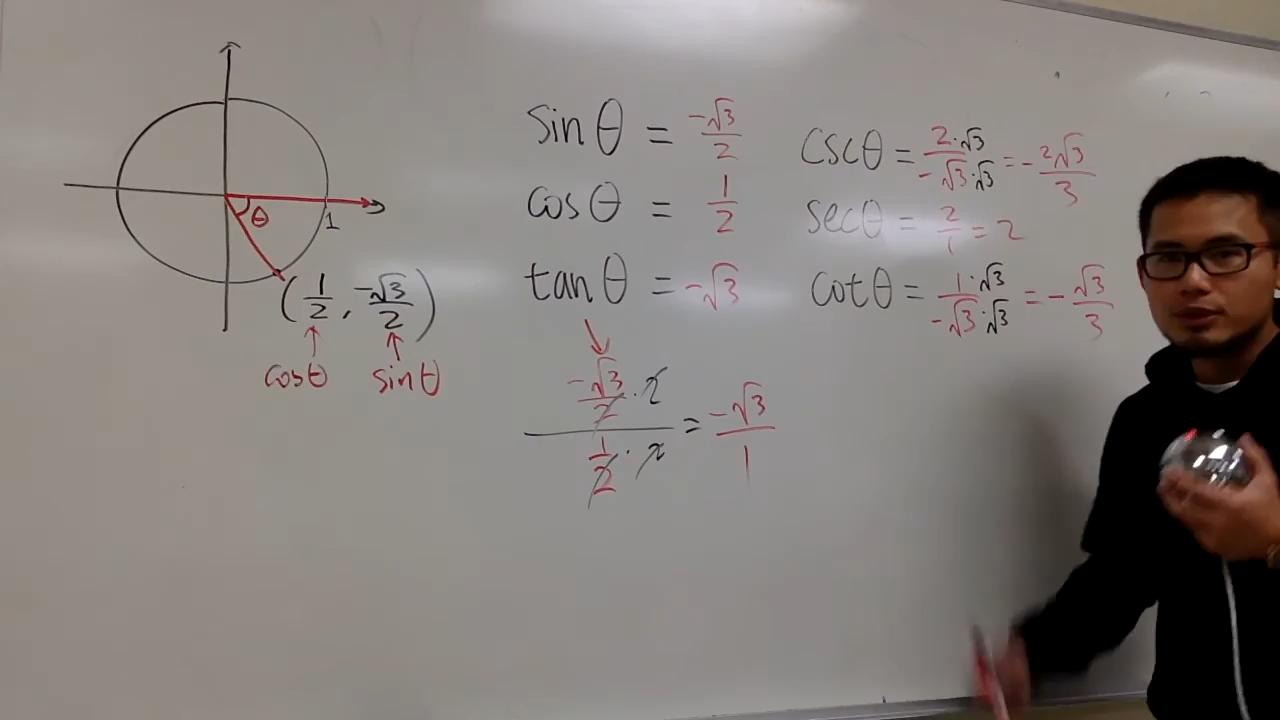 θ
1
(1/2, -√3/2)
cosθ sinθ
sinθ = -√3/2
cosθ = 1/2
tanθ = -√3
(-√3/2 · 2)/(1/2 · 2) = -√3/1
cscθ = 2·√3/-√3·√3 = -2√3/3
secθ = 2/1 = 2
cotθ = 1·√3/-√3·√3 = -√3/3